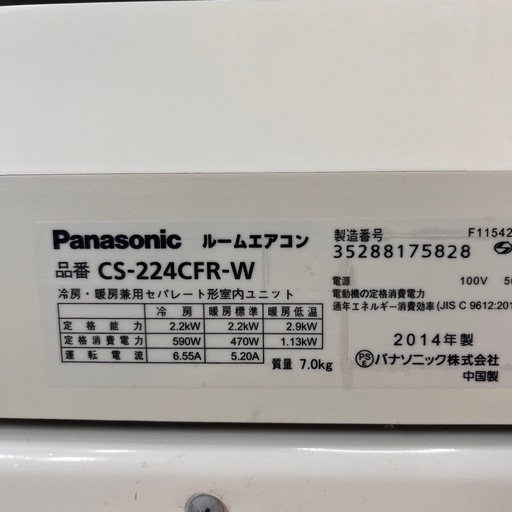 Panasonic ルームエアコン
品番 CS-224CFR-W
冷房・暖房兼用セパレート形室内ユニット
冷房 暖房標準 暖房低温
定格能力 2.2kW 2.2kW 2.9kW
定格消費電力 590W 470W 1.13kW
運転電流 6.55A 5.20A
質量 7.0kg
製造番号 F11542
35288175828
電源 100V
電動機の定格消費電力
通年エネルギー消費効率(JIS C 9612:201
2014年製
PS E パナソニック株式会社
中国製